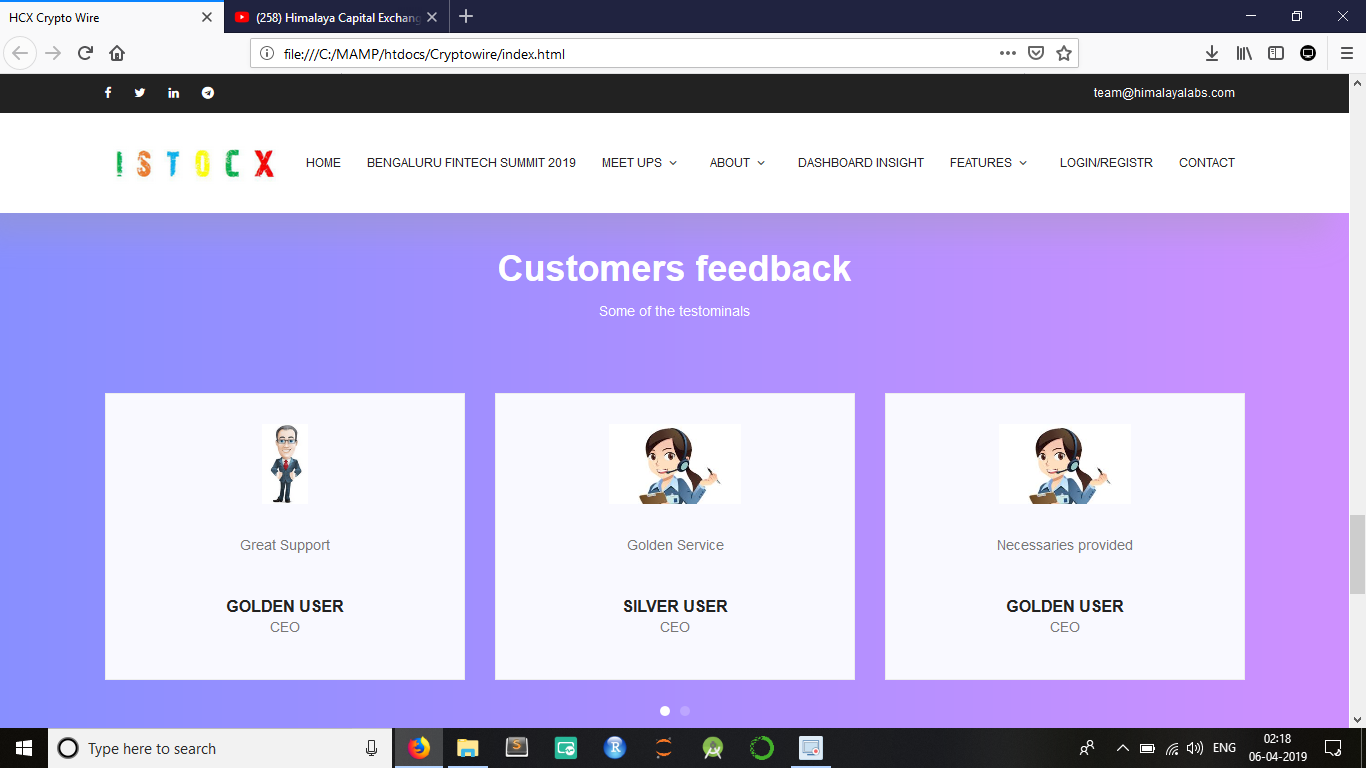 HCX Crypto Wire
(258) Himalaya Capital Exchang
file:///C:/MAMP/htdocs/Cryptowire/index.html
team@himalayalabs.com
ISTOCX HOME BENGALURU FINTECH SUMMIT 2019 MEET UPS ABOUT DASHBOARD INSIGHT FEATURES LOGIN/REGISTR CONTACT
Customers feedback
Some of the testominals
Great Support
GOLDEN USER
CEO
Golden Service
SILVER USER
CEO
Necessaries provided
GOLDEN USER
CEO
Type here to search
ENG
02:18
06-04-2019